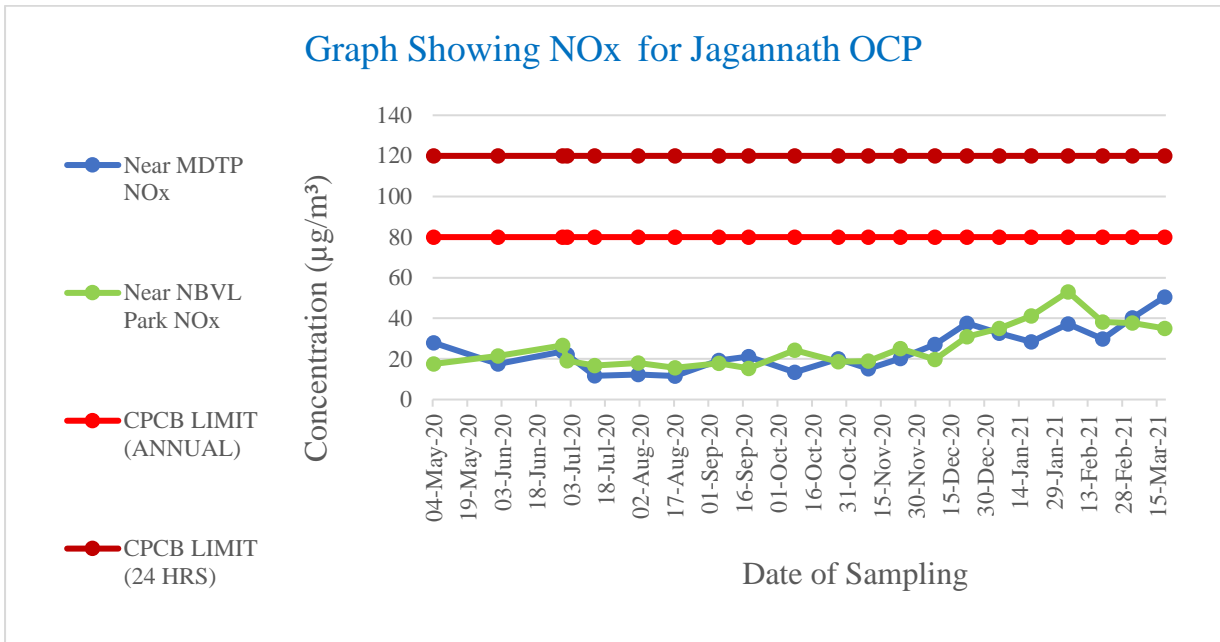 Graph Showing NOx for Jagannath OCP
Near MDTP
NOx
Near NBVL
Park NOx
CPCB LIMIT
(ANNUAL)
CPCB LIMIT
(24 HRS)
Concentration (µg/m³)
140
120
100
80
60
40
20
0
04-May-20
19-May-20
03-Jun-20
18-Jun-20
03-Jul-20
18-Jul-20
02-Aug-20
17-Aug-20
01-Sep-20
16-Sep-20
01-Oct-20
16-Oct-20
31-Oct-20
15-Nov-20
30-Nov-20
15-Dec-20
30-Dec-20
14-Jan-21
29-Jan-21
13-Feb-21
28-Feb-21
15-Mar-21
Date of Sampling